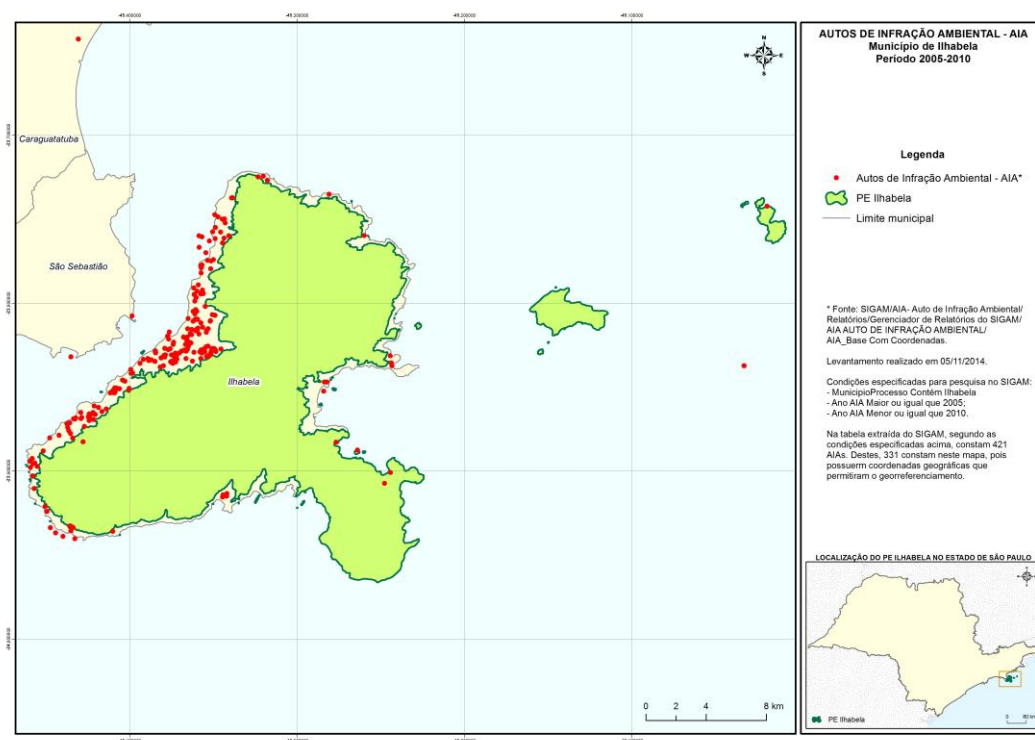 AUTOS DE INFRAÇÃO AMBIENTAL - AIA
Município de Ilhabela
Período 2005-2010
N
W E
S
Caraguatatuba
São Sebastião
Ilhabela
0 2 4 8 km
Legenda
Autos de Infração Ambiental - AIA*
PE Ilhabela
Limite municipal
* Fonte: SIGAM/AIA- Auto de Infração Ambiental/
Relatórios/Gerenciador de Relatórios do SIGAM/
AIA AUTO DE INFRAÇÃO AMBIENTAL/
AIA_Base Com Coordenadas.
Levantamento realizado em 05/11/2014.
Condições especificadas para pesquisa no SIGAM:
- MunicipioProcesso Contém Ilhabela
- Ano AIA Maior ou igual que 2005;
- Ano AIA Menor ou igual que 2010.
Na tabela extraída do SIGAM, segundo as
condições especificadas acima, constam 421
AIAs. Destes, 331 constam neste mapa, pois
possuerm coordenadas geográficas que
permitiram o georreferenciamento.
LOCALIZAÇÃO DO PE ILHABELA NO ESTADO DE SÃO PAULO
PE Ilhabela